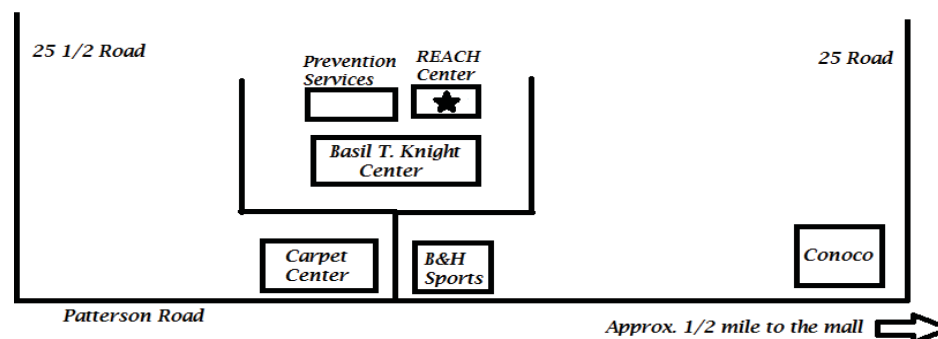 25 1/2 Road
Prevention
Services
REACH
Center
25 Road
Basil T. Knight
Center
Carpet
Center
B&H
Sports
Conoco
Patterson Road
Approx. 1/2 mile to the mall